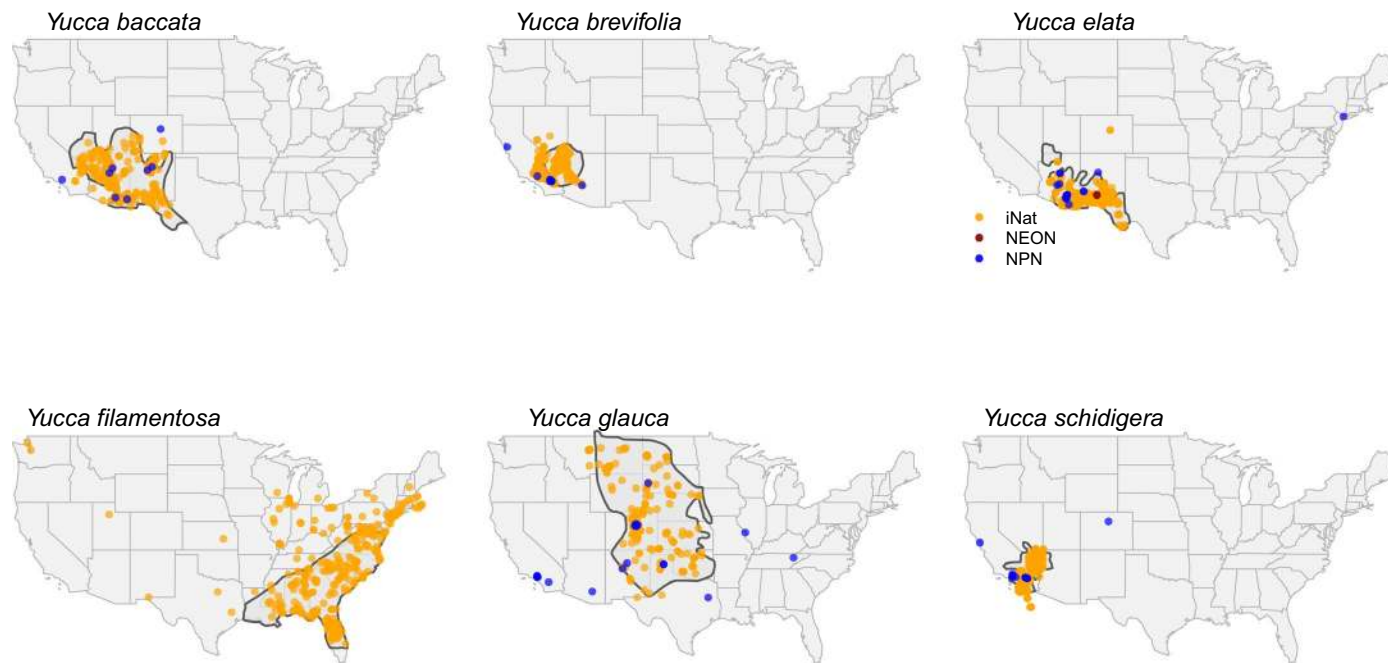 Yucca baccata
Yucca brevifolia
Yucca elata
iNat
NEON
NPN
Yucca filamentosa
Yucca glauca
Yucca schidigera